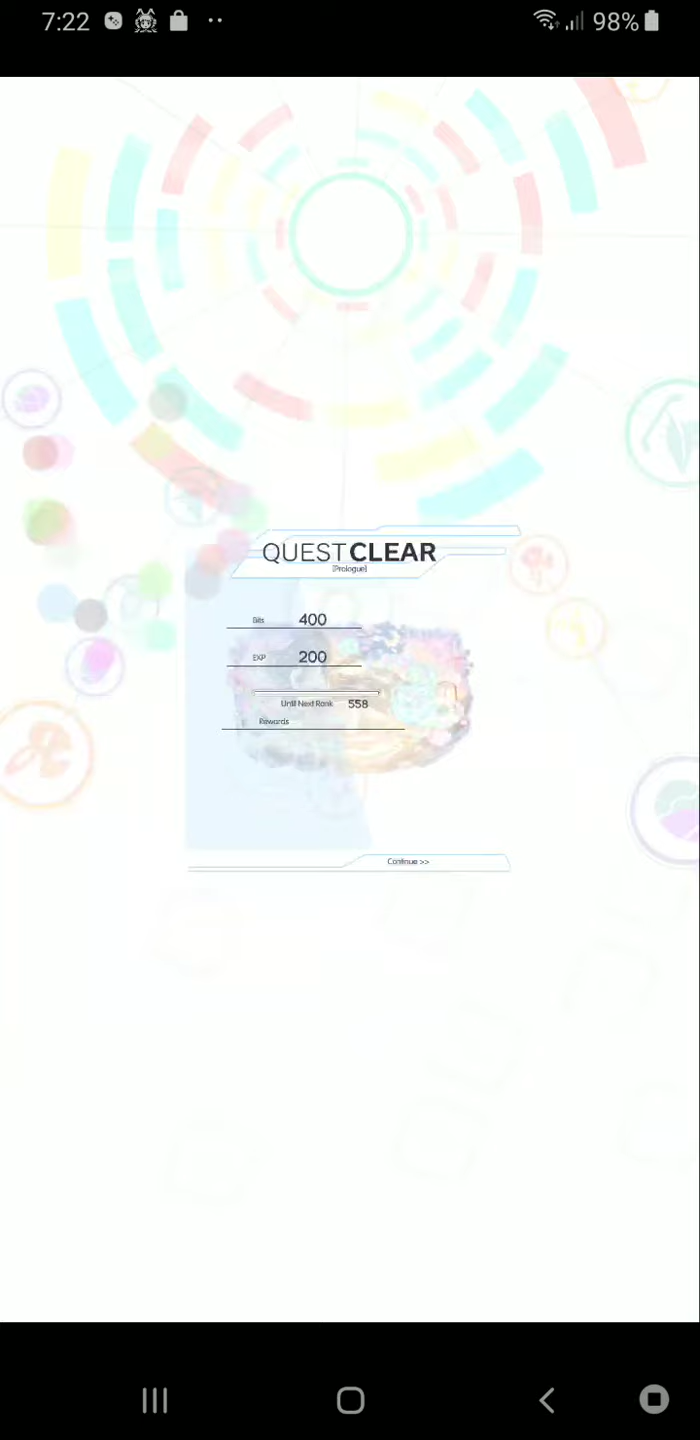 7:22
98%
QUEST CLEAR
[Prologue]
Bits 400
EXP 200
Until Next Rank 558
Rewards
Continue >>